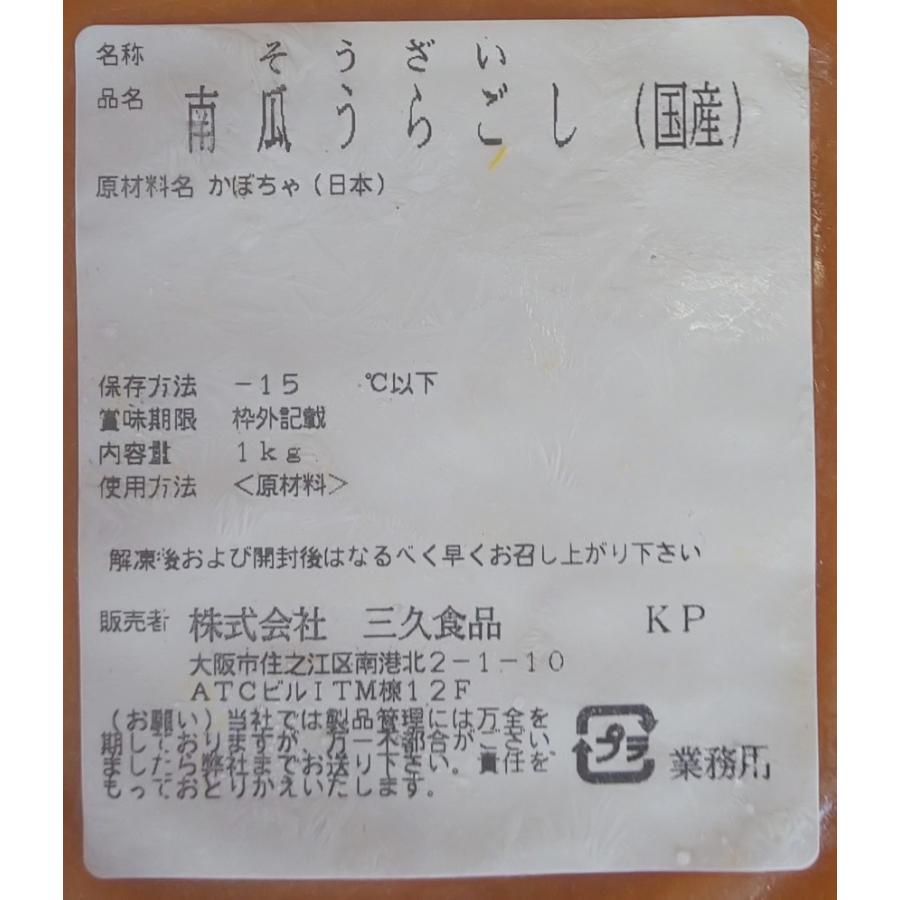 名称 そうざい
品名 南瓜うらごし（国産）
原材料名 かぼちゃ（日本）
保存方法 －１５ ℃以下
賞味期限 枠外記載
内容量 １ｋｇ
使用方法 ＜原材料＞
解凍後および開封後はなるべく早くお召し上がり下さい
販売者 株式会社 三久食品 ＫＰ
大阪市住之江区南港北２－１－１０
ＡＴＣビルＩＴＭ棟１２Ｆ
（お願い）当社では製品管理には万全を
期しておりますが、万一不都合がござい
ましたら弊社までお送り下さい。責任を
もっておとりかえいたします。
プラ
業務用